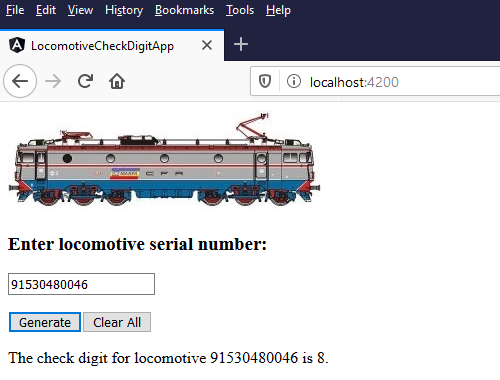 File Edit View History Bookmarks Tools Help
LocomotiveCheckDigitApp
localhost:4200
C F R
Enter locomotive serial number:
91530480046
Generate Clear All
The check digit for locomotive 91530480046 is 8.